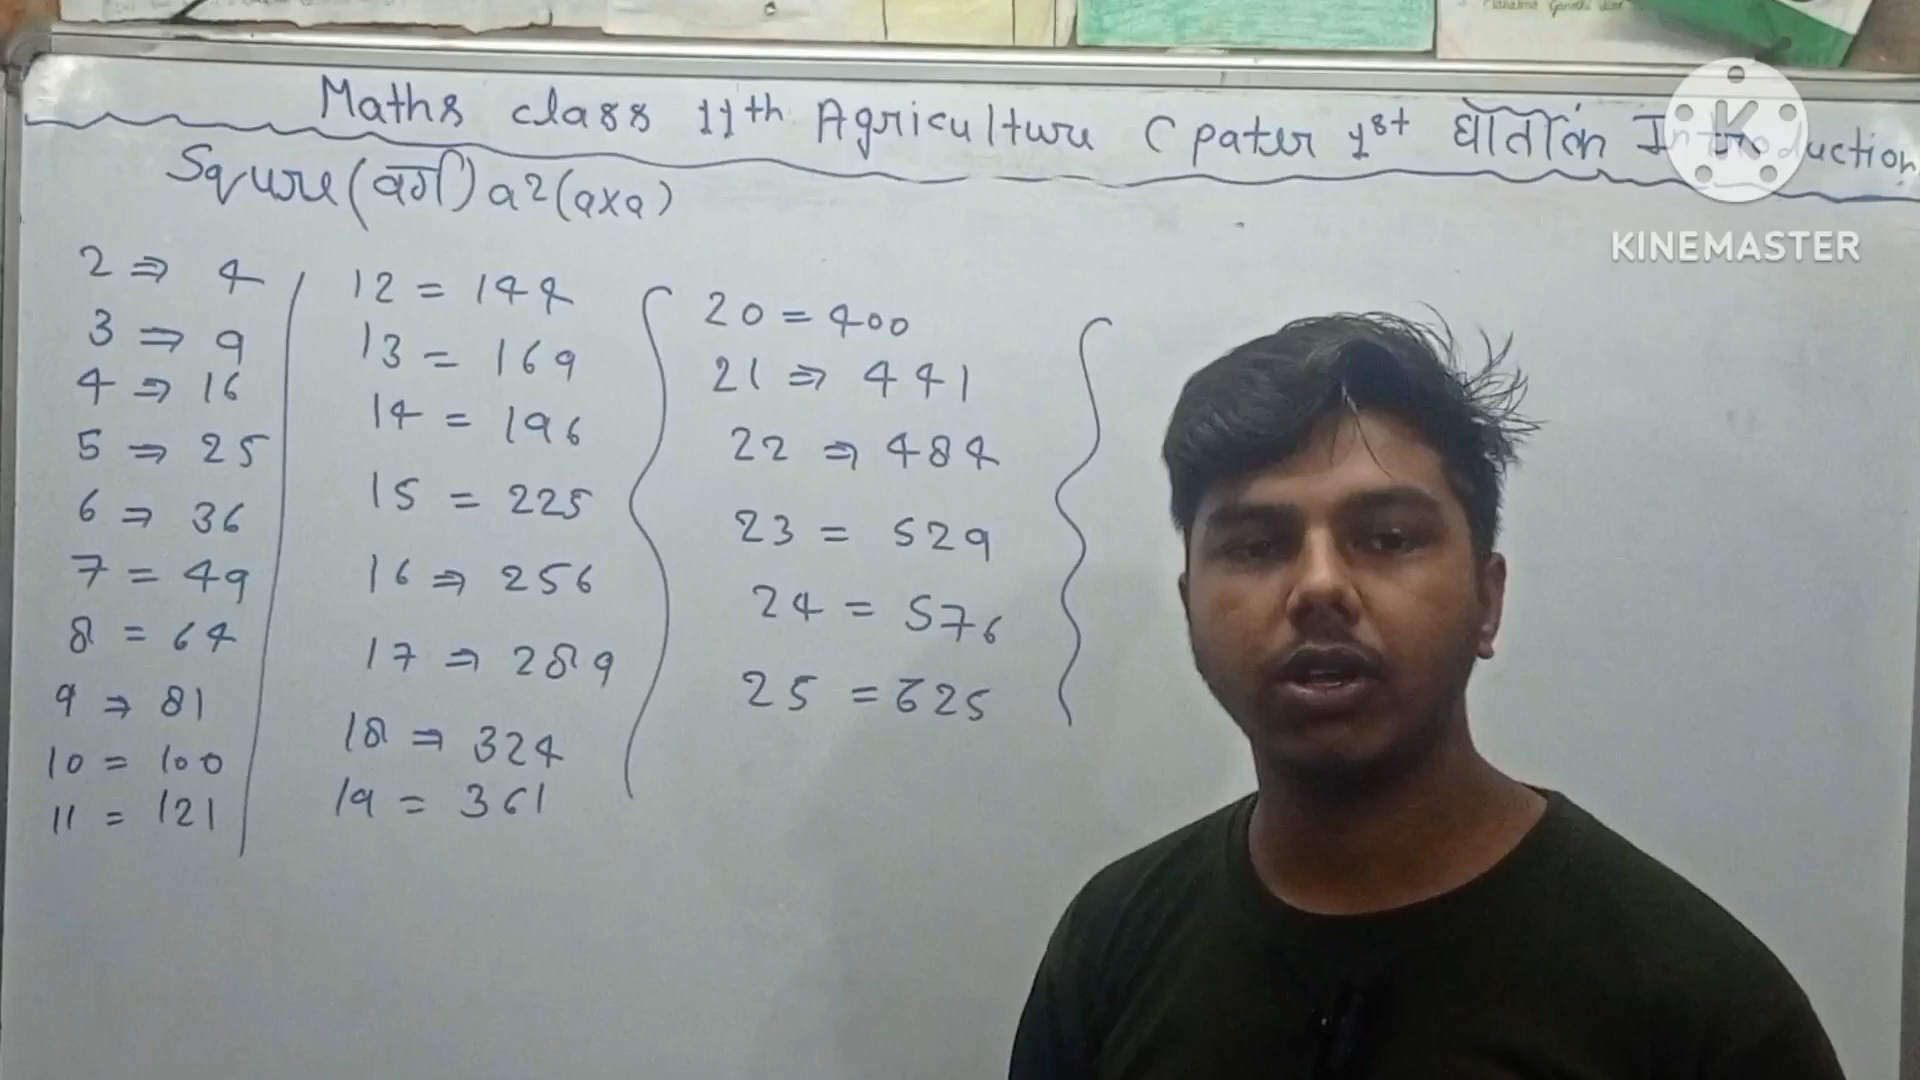 Maths class 11th Agriculture C pater 1st घाताांक Introduction
Squre (वर्ग) a2 (axa)
2 ⇒ 4
3 ⇒ 9
4 ⇒ 16
5 ⇒ 25
6 ⇒ 36
7 = 49
8 = 64
9 ⇒ 81
10 = 100
11 = 121
12 = 144
13 = 169
14 = 196
15 = 225
16 ⇒ 256
17 ⇒ 289
18 ⇒ 324
19 = 361
20 = 400
21 ⇒ 441
22 ⇒ 484
23 = 529
24 = 576
25 = 625
K
KINEMASTER